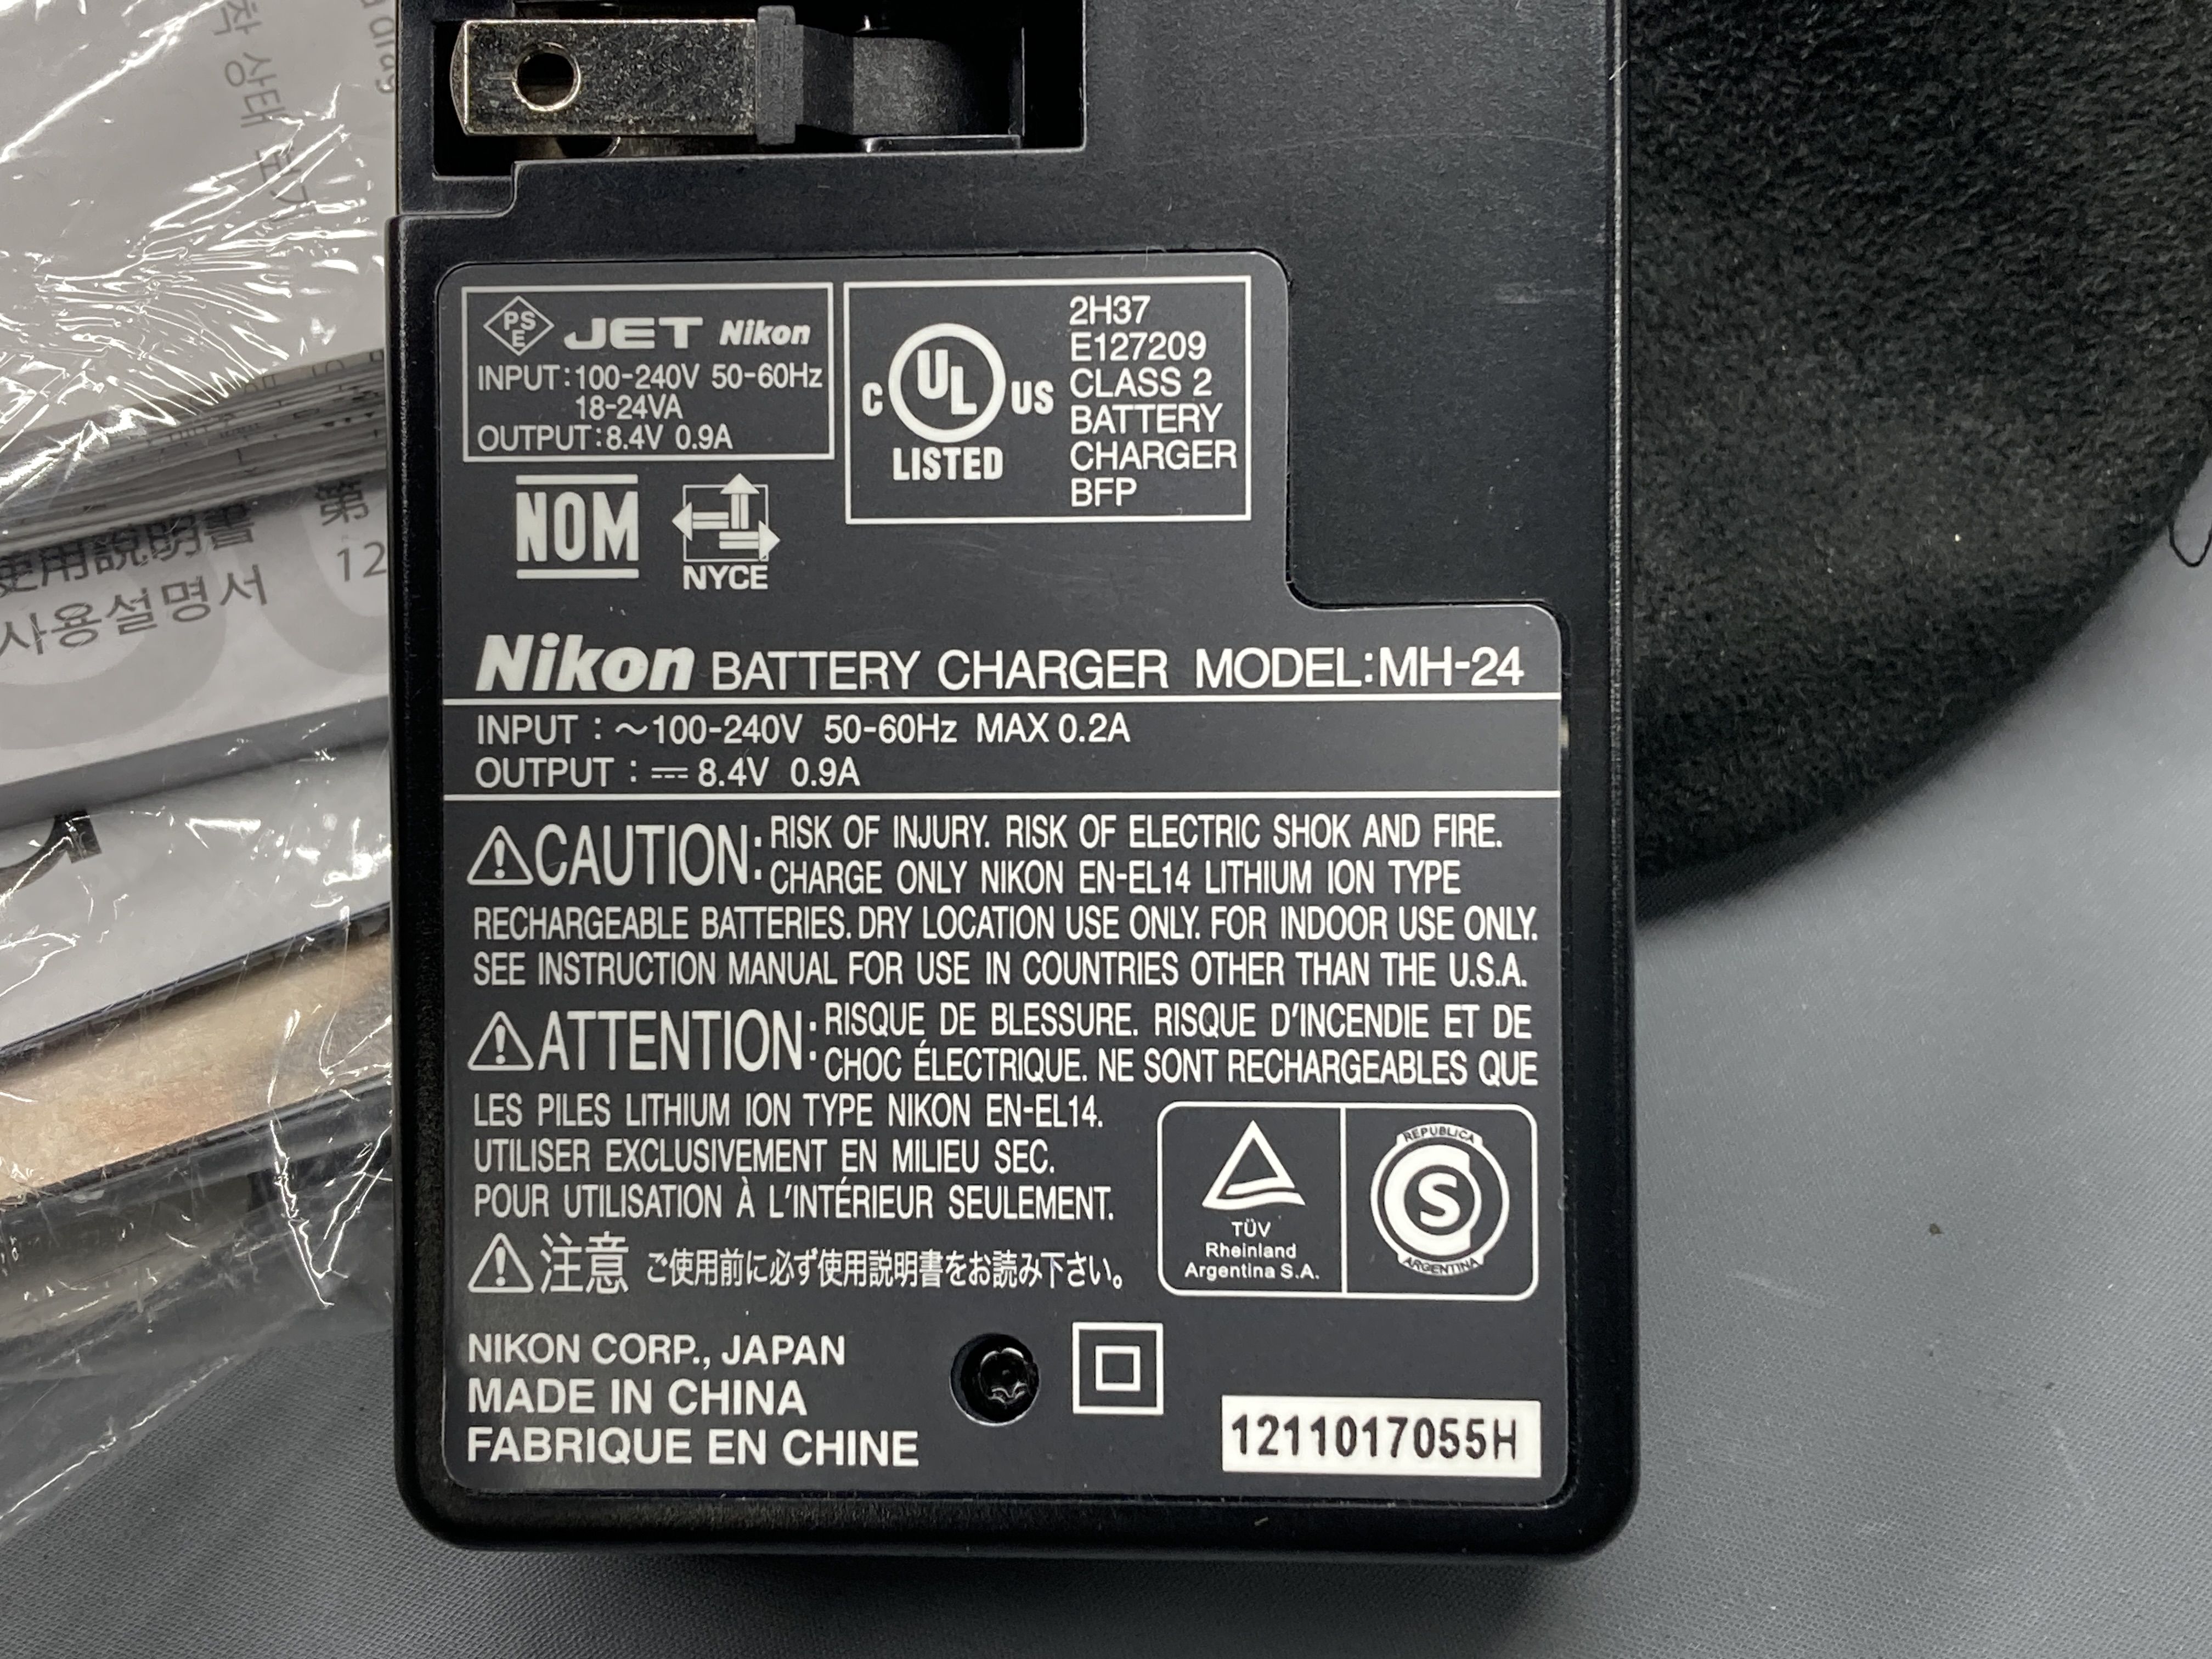 착 상태 보기
使用說明書
사용설명서
第
12
PS
E
JET Nikon
INPUT:100-240V 50-60Hz
18-24VA
OUTPUT:8.4V 0.9A
C UL US
LISTED
2H37
E127209
CLASS 2
BATTERY
CHARGER
BFP
NOM
NYCE
Nikon BATTERY CHARGER MODEL:MH-24
INPUT : ～100-240V 50-60Hz MAX 0.2A
OUTPUT : ⎓ 8.4V 0.9A
⚠CAUTION: RISK OF INJURY. RISK OF ELECTRIC SHOK AND FIRE.
CHARGE ONLY NIKON EN-EL14 LITHIUM ION TYPE
RECHARGEABLE BATTERIES. DRY LOCATION USE ONLY. FOR INDOOR USE ONLY.
SEE INSTRUCTION MANUAL FOR USE IN COUNTRIES OTHER THAN THE U.S.A.
⚠ATTENTION: RISQUE DE BLESSURE. RISQUE D'INCENDIE ET DE
CHOC ÉLECTRIQUE. NE SONT RECHARGEABLES QUE
LES PILES LITHIUM ION TYPE NIKON EN-EL14.
UTILISER EXCLUSIVEMENT EN MILIEU SEC.
POUR UTILISATION À L'INTÉRIEUR SEULEMENT.
⚠注意 ご使用前に必ず使用説明書をお読み下さい。
TÜV
Rheinland
Argentina S.A.
REPUBLICA
S
ARGENTINA
NIKON CORP., JAPAN
MADE IN CHINA
FABRIQUE EN CHINE
1211017055H